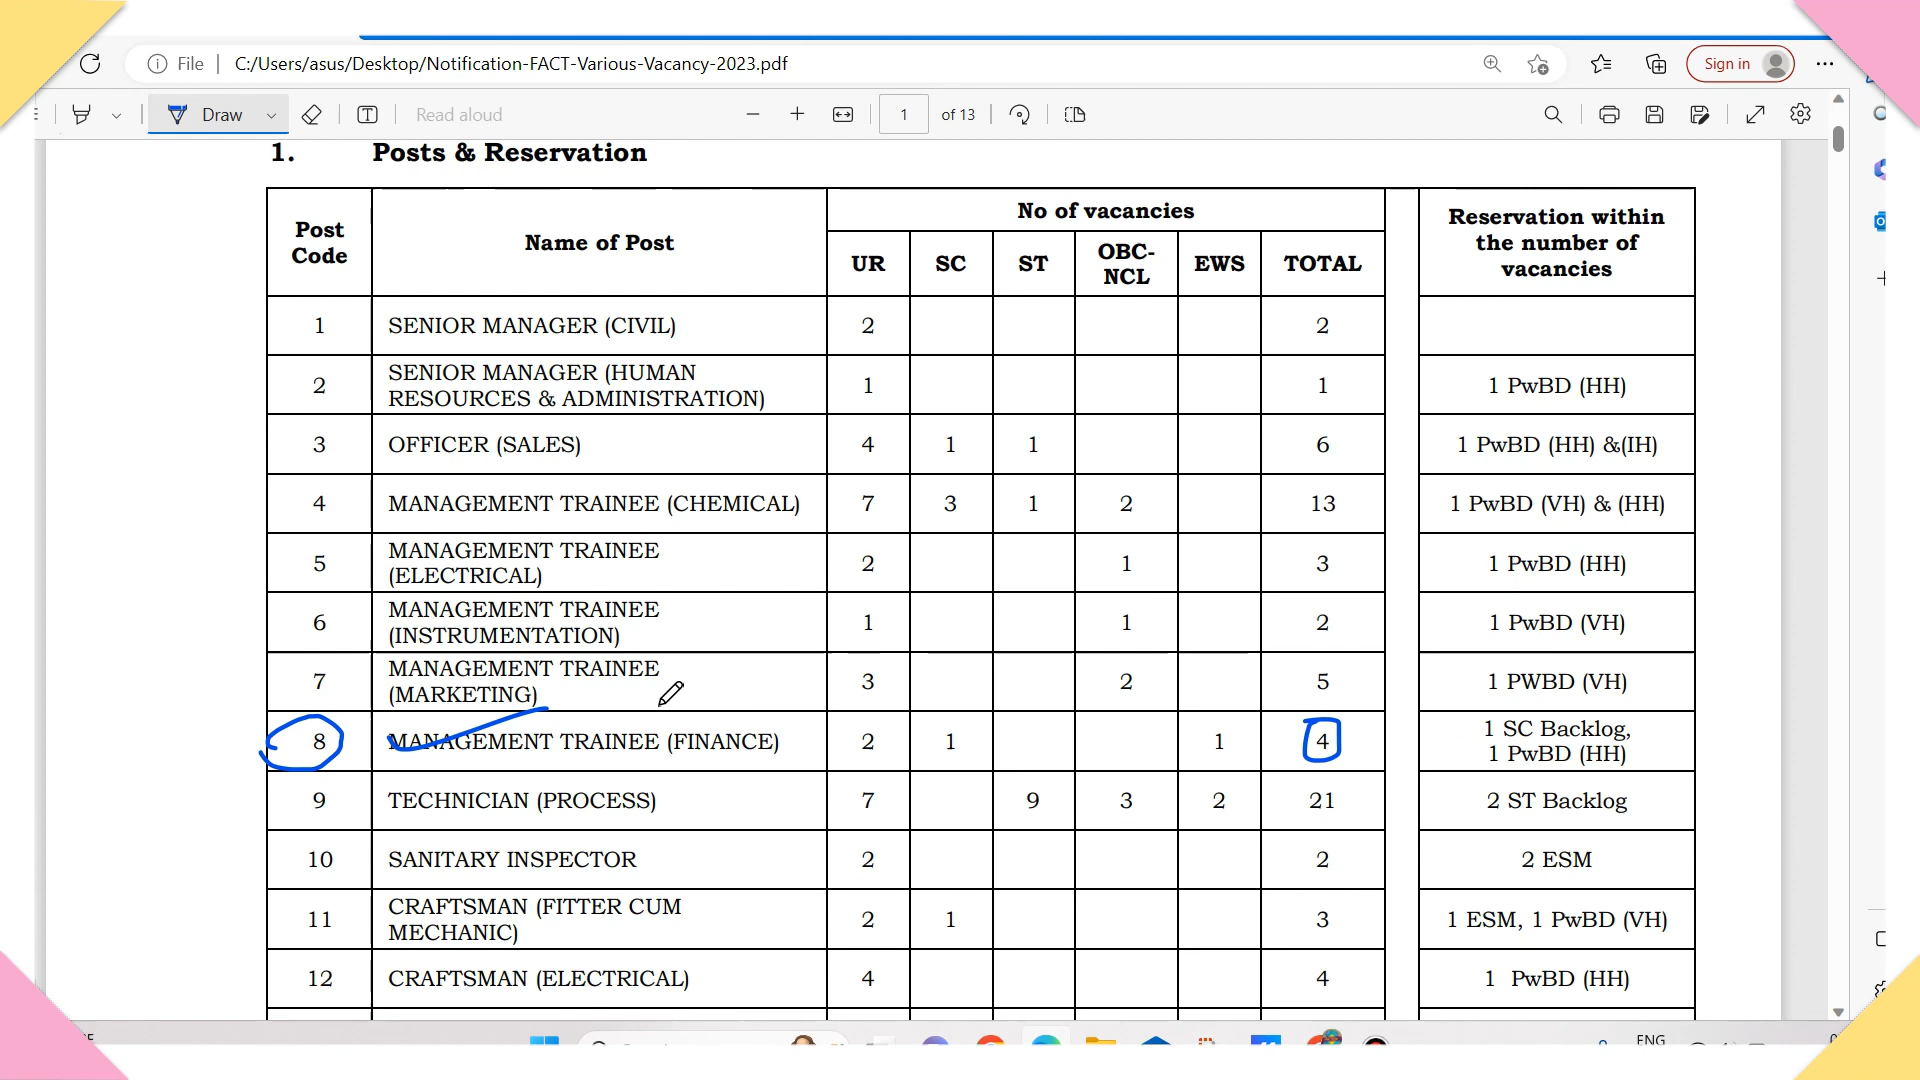 File
C:/Users/asus/Desktop/Notification-FACT-Various-Vacancy-2023.pdf
Sign in
Draw
Read aloud
1
of 13
1. Posts & Reservation
Post Code
Name of Post
No of vacancies
Reservation within the number of vacancies
UR SC ST OBC-NCL EWS TOTAL
1 SENIOR MANAGER (CIVIL) 2 2
2 SENIOR MANAGER (HUMAN RESOURCES & ADMINISTRATION) 1 1 1 PwBD (HH)
3 OFFICER (SALES) 4 1 1 6 1 PwBD (HH) &(IH)
4 MANAGEMENT TRAINEE (CHEMICAL) 7 3 1 2 13 1 PwBD (VH) & (HH)
5 MANAGEMENT TRAINEE (ELECTRICAL) 2 1 3 1 PwBD (HH)
6 MANAGEMENT TRAINEE (INSTRUMENTATION) 1 1 2 1 PwBD (VH)
7 MANAGEMENT TRAINEE (MARKETING) 3 2 5 1 PWBD (VH)
8 MANAGEMENT TRAINEE (FINANCE) 2 1 1 4 1 SC Backlog, 1 PwBD (HH)
9 TECHNICIAN (PROCESS) 7 9 3 2 21 2 ST Backlog
10 SANITARY INSPECTOR 2 2 2 ESM
11 CRAFTSMAN (FITTER CUM MECHANIC) 2 1 3 1 ESM, 1 PwBD (VH)
12 CRAFTSMAN (ELECTRICAL) 4 4 1 PwBD (HH)
ENG